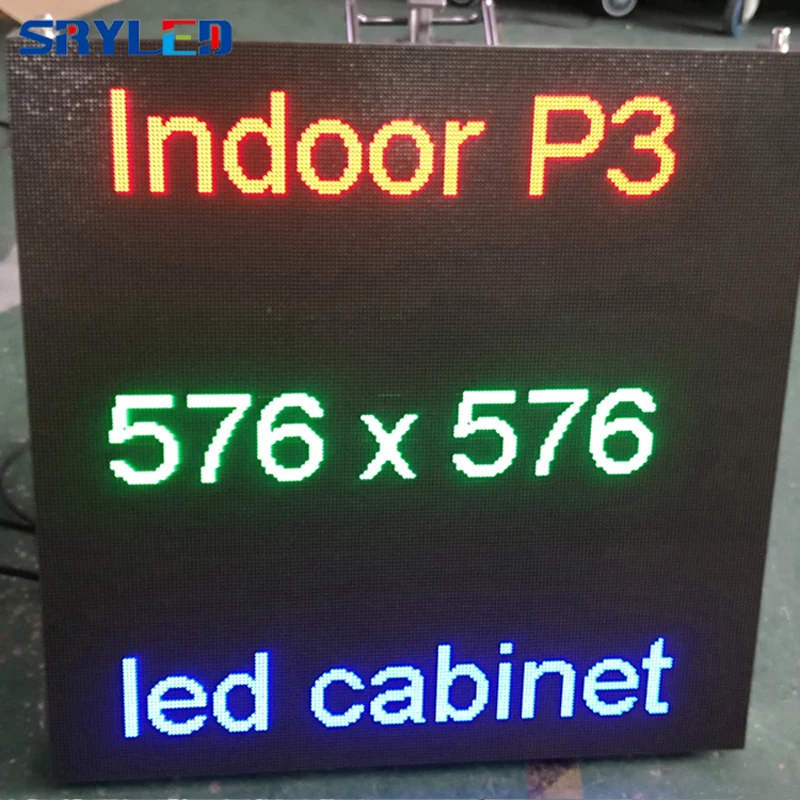 SRYLED
Indoor P3
576 x 576
led cabinet